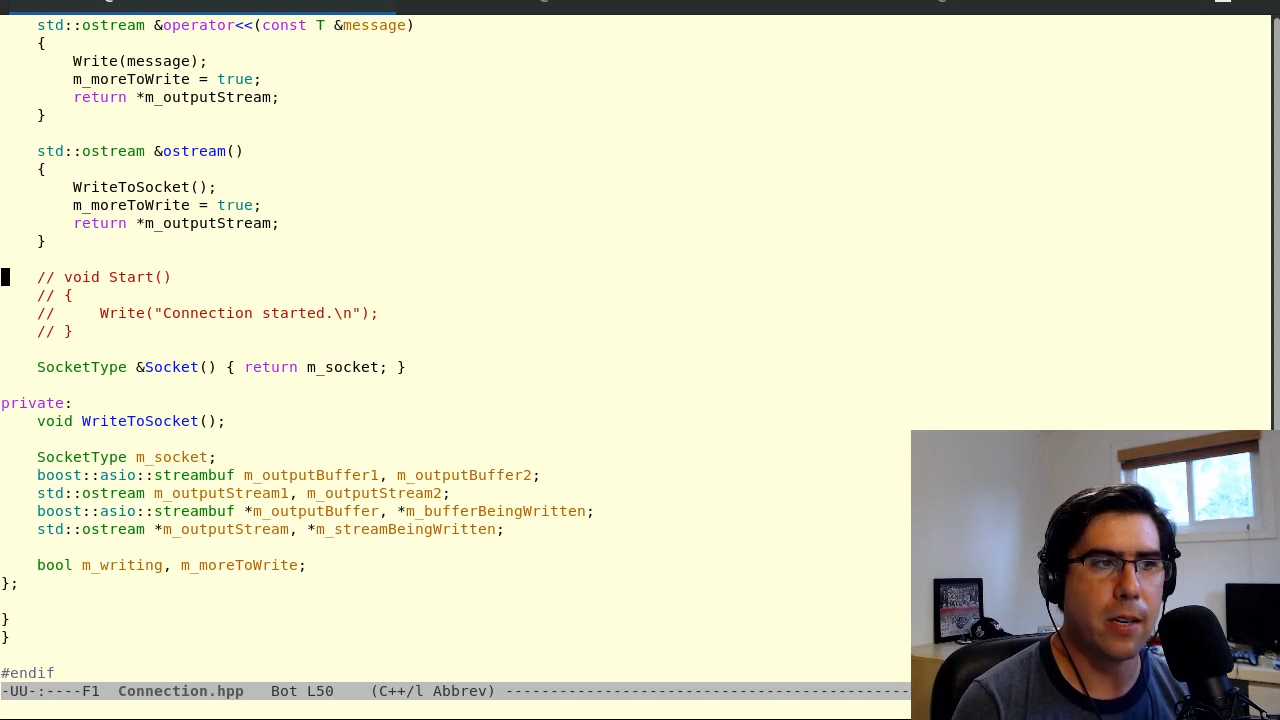 std::ostream &operator<<(const T &message)
{
Write(message);
m_moreToWrite = true;
return *m_outputStream;
}
std::ostream &ostream()
{
WriteToSocket();
m_moreToWrite = true;
return *m_outputStream;
}
// void Start()
// {
//     Write("Connection started.\n");
// }
SocketType &Socket() { return m_socket; }
private:
void WriteToSocket();
SocketType m_socket;
boost::asio::streambuf m_outputBuffer1, m_outputBuffer2;
std::ostream m_outputStream1, m_outputStream2;
boost::asio::streambuf *m_outputBuffer, *m_bufferBeingWritten;
std::ostream *m_outputStream, *m_streamBeingWritten;
bool m_writing, m_moreToWrite;
};
}
}
#endif
-UU-:----F1  Connection.hpp   Bot L50    (C++/l Abbrev) ---------------------------------------------